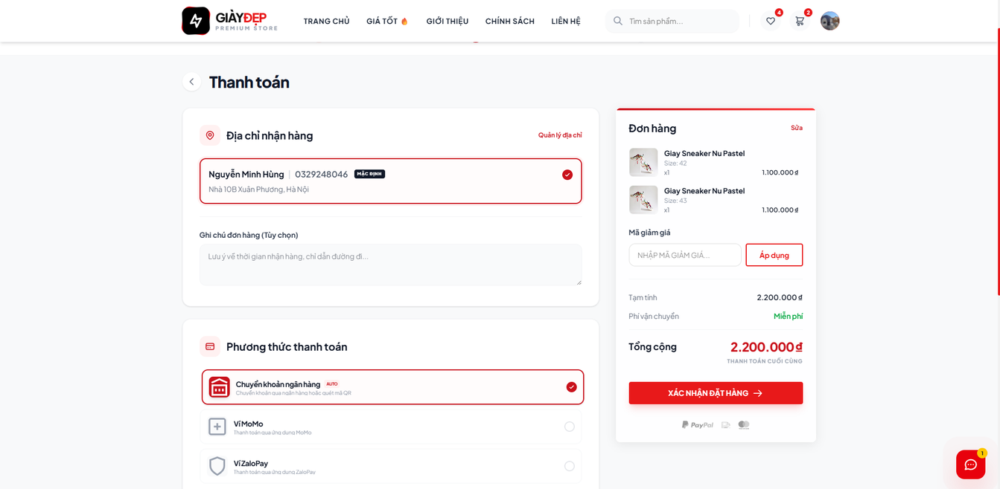 GIÀYĐẸP
PREMIUM STORE
TRANG CHỦ
GIÁ TỐT
GIỚI THIỆU
CHÍNH SÁCH
LIÊN HỆ
Tìm sản phẩm...
4
2
Thanh toán
Địa chỉ nhận hàng
Quản lý địa chỉ
Nguyễn Minh Hùng | 0329248046 MẶC ĐỊNH
Nhà 10B Xuân Phương, Hà Nội
Ghi chú đơn hàng (Tùy chọn)
Lưu ý về thời gian nhận hàng, chỉ dẫn đường đi...
Phương thức thanh toán
Chuyển khoản ngân hàng AUTO
Chuyển khoản qua ngân hàng hoặc quét mã QR
Ví MoMo
Thanh toán qua ứng dụng MoMo
Ví ZaloPay
Thanh toán qua ứng dụng ZaloPay
Đơn hàng
Sửa
Giay Sneaker Nu Pastel
Size: 42
x1 1.100.000 ₫
Giay Sneaker Nu Pastel
Size: 43
x1 1.100.000 ₫
Mã giảm giá
NHẬP MÃ GIẢM GIÁ...
Áp dụng
Tạm tính 2.200.000 ₫
Phí vận chuyển Miễn phí
Tổng cộng 2.200.000 ₫
THANH TOÁN CUỐI CÙNG
XÁC NHẬN ĐẶT HÀNG →
PayPal
1